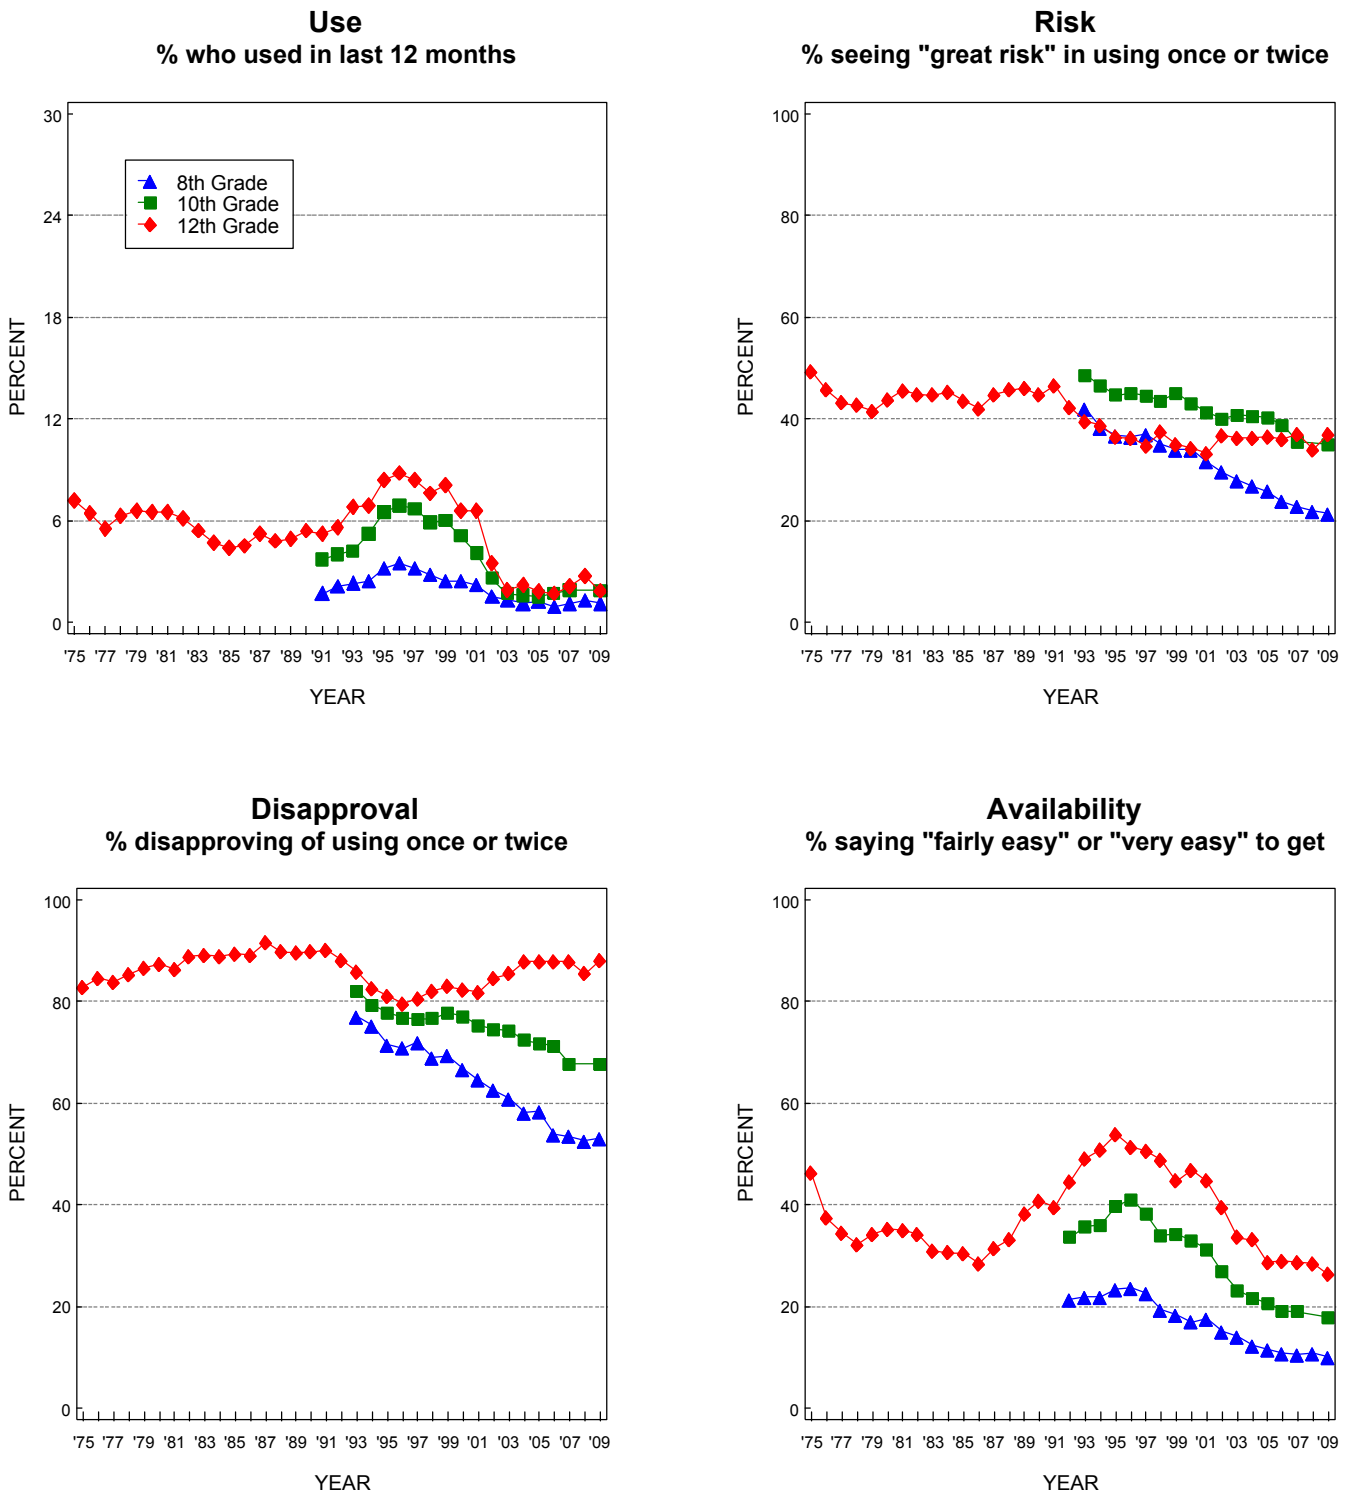 Use
% who used in last 12 months
30
24
18
12
6
0
PERCENT
8th Grade
10th Grade
12th Grade
'75 '77 '79 '81 '83 '85 '87 '89 '91 '93 '95 '97 '99 '01 '03 '05 '07 '09
YEAR
Risk
% seeing "great risk" in using once or twice
100
80
60
40
20
0
PERCENT
'75 '77 '79 '81 '83 '85 '87 '89 '91 '93 '95 '97 '99 '01 '03 '05 '07 '09
YEAR
Disapproval
% disapproving of using once or twice
100
80
60
40
20
0
PERCENT
'75 '77 '79 '81 '83 '85 '87 '89 '91 '93 '95 '97 '99 '01 '03 '05 '07 '09
YEAR
Availability
% saying "fairly easy" or "very easy" to get
100
80
60
40
20
0
PERCENT
'75 '77 '79 '81 '83 '85 '87 '89 '91 '93 '95 '97 '99 '01 '03 '05 '07 '09
YEAR